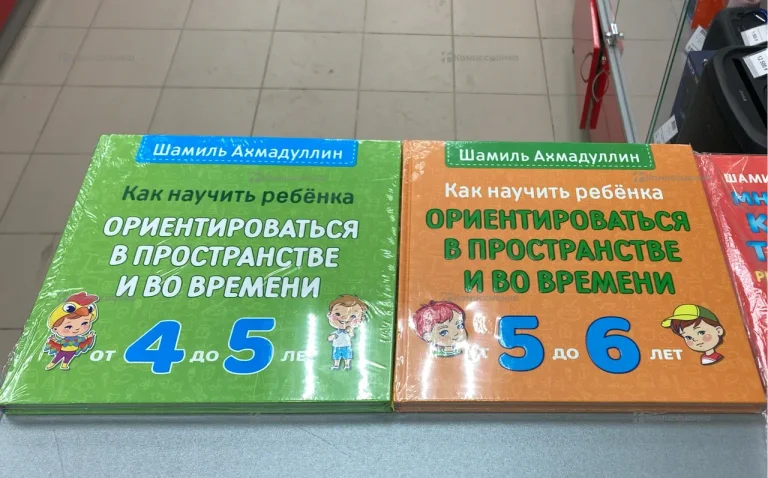 Шамиль Ахмадуллин
Как научить ребёнка
ОРИЕНТИРОВАТЬСЯ
В ПРОСТРАНСТВЕ
И ВО ВРЕМЕНИ
от 4 до 5 лет
Шамиль Ахмадуллин
Как научить ребёнка
ОРИЕНТИРОВАТЬСЯ
В ПРОСТРАНСТВЕ
И ВО ВРЕМЕНИ
от 5 до 6 лет